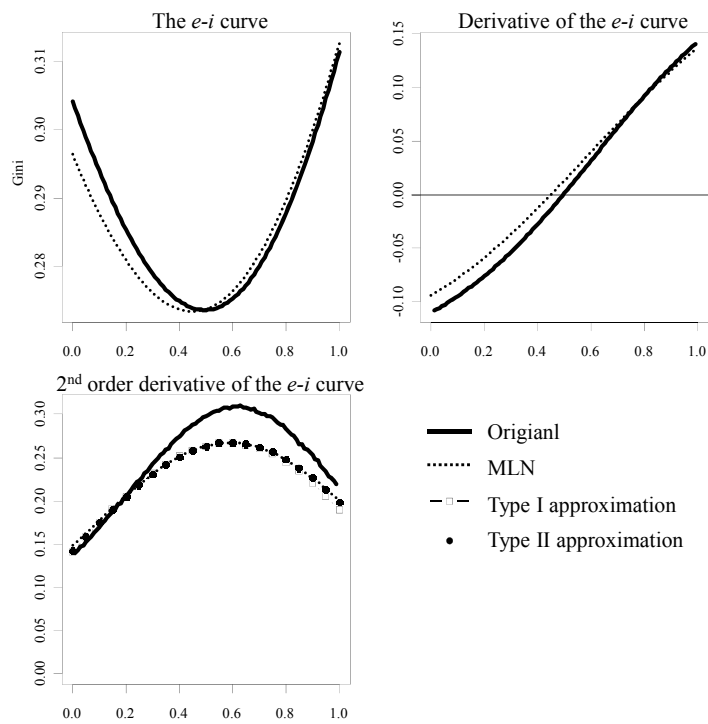 The e-i curve
Derivative of the e-i curve
Gini
0.31
0.30
0.29
0.28
0.0 0.2 0.4 0.6 0.8 1.0
0.15
0.10
0.05
0.00
-0.05
-0.10
0.0 0.2 0.4 0.6 0.8 1.0
2nd order derivative of the e-i curve
0.30
0.25
0.20
0.15
0.10
0.05
0.00
0.0 0.2 0.4 0.6 0.8 1.0
Origianl
MLN
Type I approximation
Type II approximation